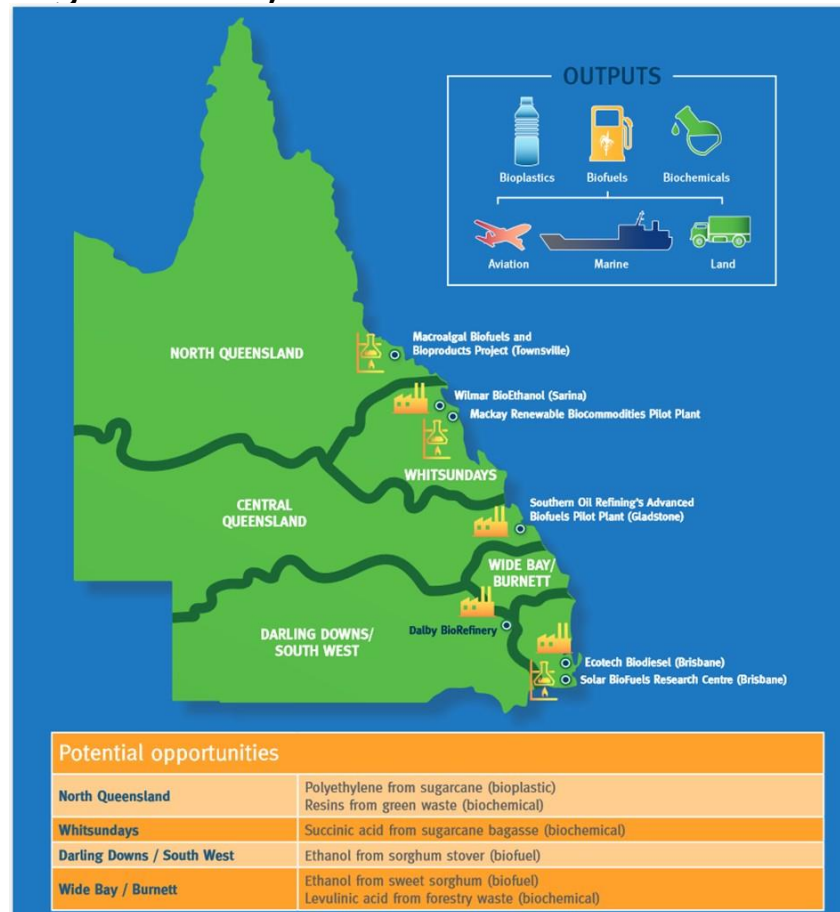 OUTPUTS
Bioplastics
Biofuels
Biochemicals
Aviation
Marine
Land
NORTH QUEENSLAND
Macroalgal Biofuels and
Bioproducts Project (Townsville)
Wilmar BioEthanol (Sarina)
Mackay Renewable Biocommodities Pilot Plant
WHITSUNDAYS
CENTRAL
QUEENSLAND
Southern Oil Refining's Advanced
Biofuels Pilot Plant (Gladstone)
WIDE BAY/
BURNETT
DARLING DOWNS/
SOUTH WEST
Dalby BioRefinery
Ecotech Biodiesel (Brisbane)
Solar BioFuels Research Centre (Brisbane)
Potential opportunities
North Queensland
Polyethylene from sugarcane (bioplastic)
Resins from green waste (biochemical)
Whitsundays
Succinic acid from sugarcane bagasse (biochemical)
Darling Downs / South West
Ethanol from sorghum stover (biofuel)
Wide Bay / Burnett
Ethanol from sweet sorghum (biofuel)
Levulinic acid from forestry waste (biochemical)